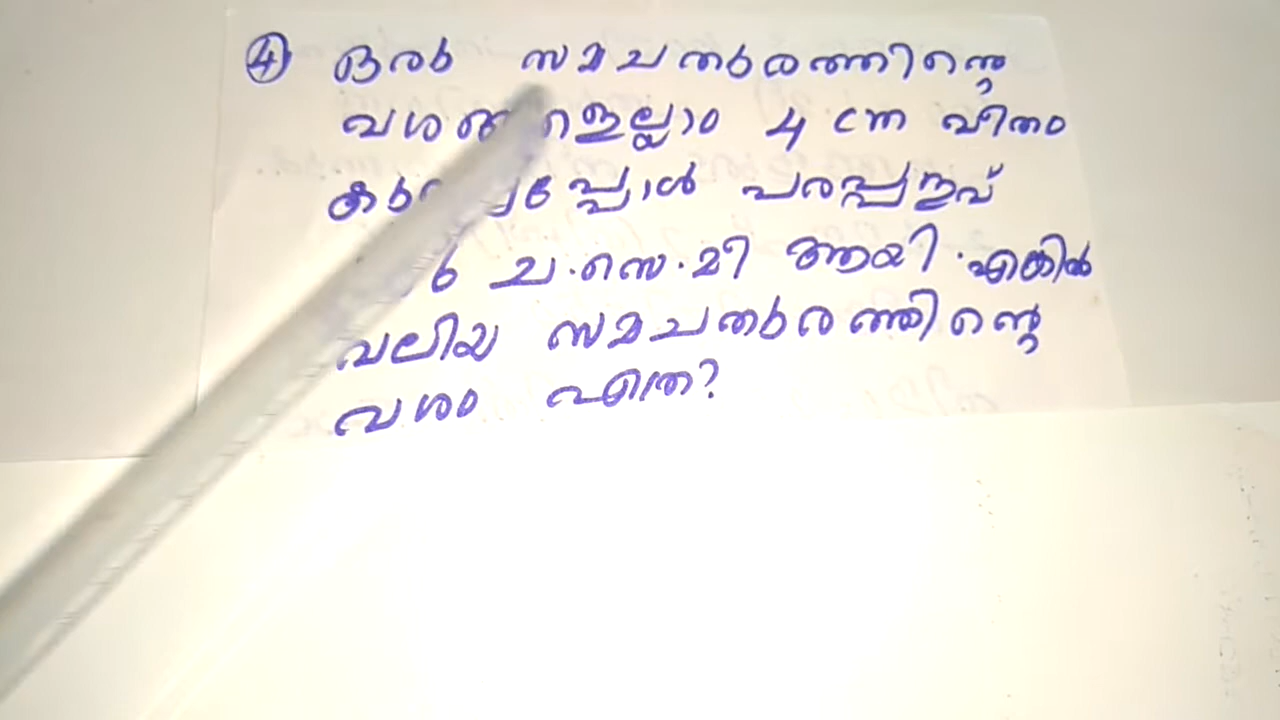 ④ ഒരു സമചതുരത്തിന്റെ
4 cm വീതം
പരപ്പളവ്
ച.സെ.മീ ആയി. എങ്കിൽ
വലിയ സമചതുരത്തിന്റെ
വശം എത്ര?